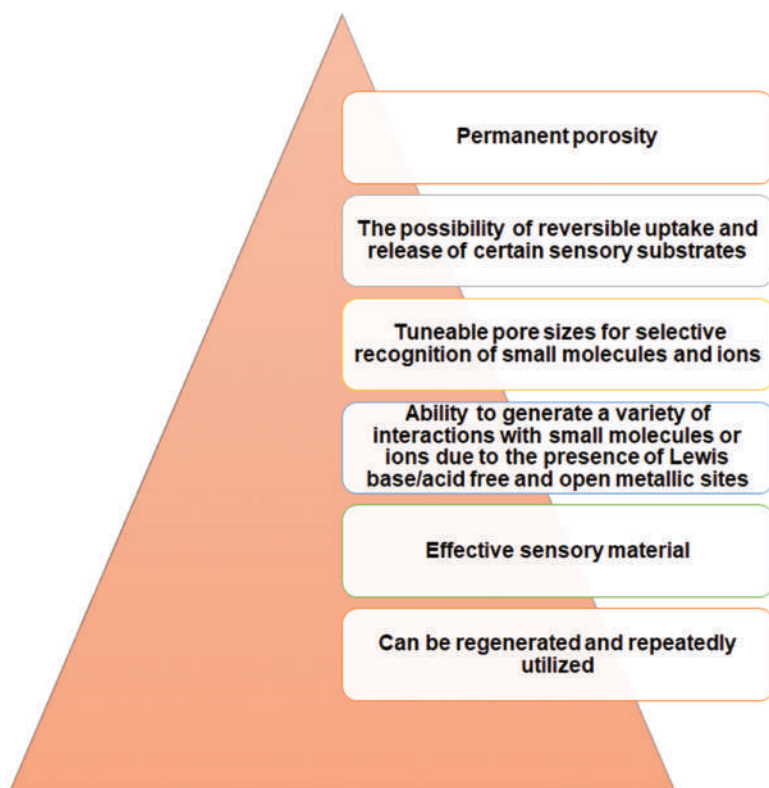 Permanent porosity
The possibility of reversible uptake and
release of certain sensory substrates
Tuneable pore sizes for selective
recognition of small molecules and ions
Ability to generate a variety of
interactions with small molecules or
ions due to the presence of Lewis
base/acid free and open metallic sites
Effective sensory material
Can be regenerated and repeatedly
utilized